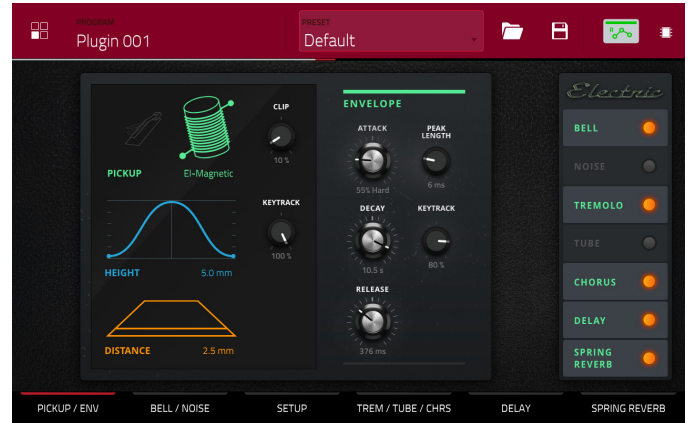 PROGRAM
Plugin 001
PRESET
Default
Electric
CLIP
10 %
PICKUP
El-Magnetic
KEYTRACK
100 %
HEIGHT
5.0 mm
DISTANCE
2.5 mm
ENVELOPE
ATTACK
55% Hard
PEAK
LENGTH
6 ms
DECAY
10.5 s
KEYTRACK
80 %
RELEASE
376 ms
BELL
NOISE
TREMOLO
TUBE
CHORUS
DELAY
SPRING
REVERB
PICKUP / ENV
BELL / NOISE
SETUP
TREM / TUBE / CHRS
DELAY
SPRING REVERB